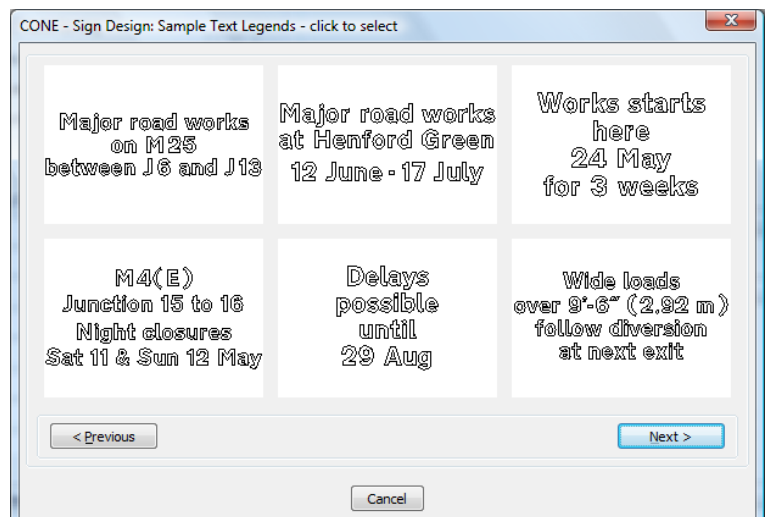 CONE - Sign Design: Sample Text Legends - click to select
Major road works
on M25
between J6 and J13
Major road works
at Henford Green
12 June - 17 July
Works starts
here
24 May
for 3 weeks
M4(E)
Junction 15 to 16
Night closures
Sat 11 & Sun 12 May
Delays
possible
until
29 Aug
Wide loads
over 9'-6" (2.92 m)
follow diversion
at next exit
< Previous
Next >
Cancel